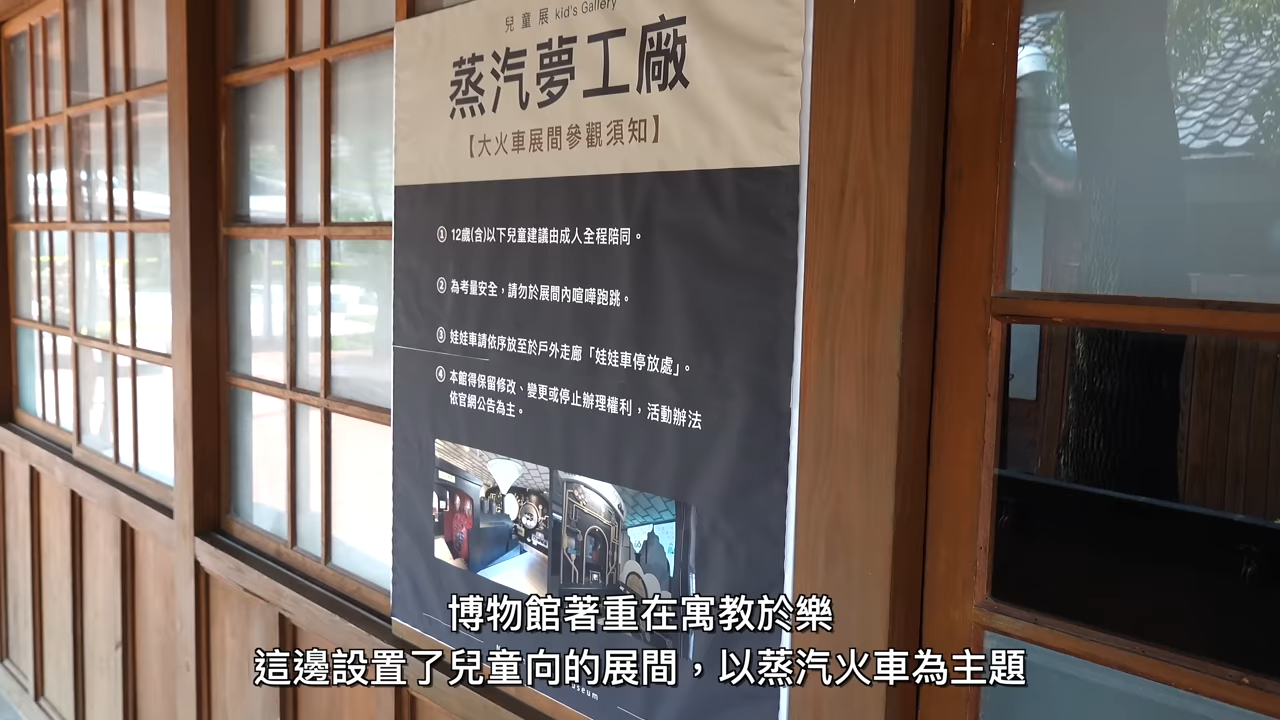 兒童展 kid's Gallery
蒸汽夢工廠
【大火車展間參觀須知】
① 12歲(含)以下兒童建議由成人全程陪同。
② 為考量安全，請勿於展間內喧嘩跑跳。
③ 娃娃車請依序放至於戶外走廊「娃娃車停放處」。
④ 本館得保留修改、變更或停止辦理權利，活動辦法
依官網公告為主。
博物館著重在寓教於樂
這邊設置了兒童向的展間，以蒸汽火車為主題